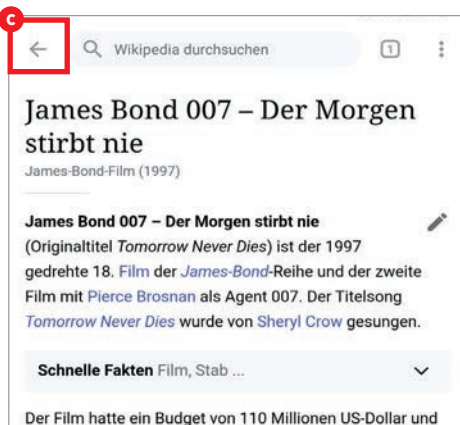 C
Wikipedia durchsuchen
1
James Bond 007 – Der Morgen
stirbt nie
James-Bond-Film (1997)
James Bond 007 – Der Morgen stirbt nie
(Originaltitel Tomorrow Never Dies) ist der 1997
gedrehte 18. Film der James-Bond-Reihe und der zweite
Film mit Pierce Brosnan als Agent 007. Der Titelsong
Tomorrow Never Dies wurde von Sheryl Crow gesungen.
Schnelle Fakten Film, Stab ...
Der Film hatte ein Budget von 110 Millionen US-Dollar und